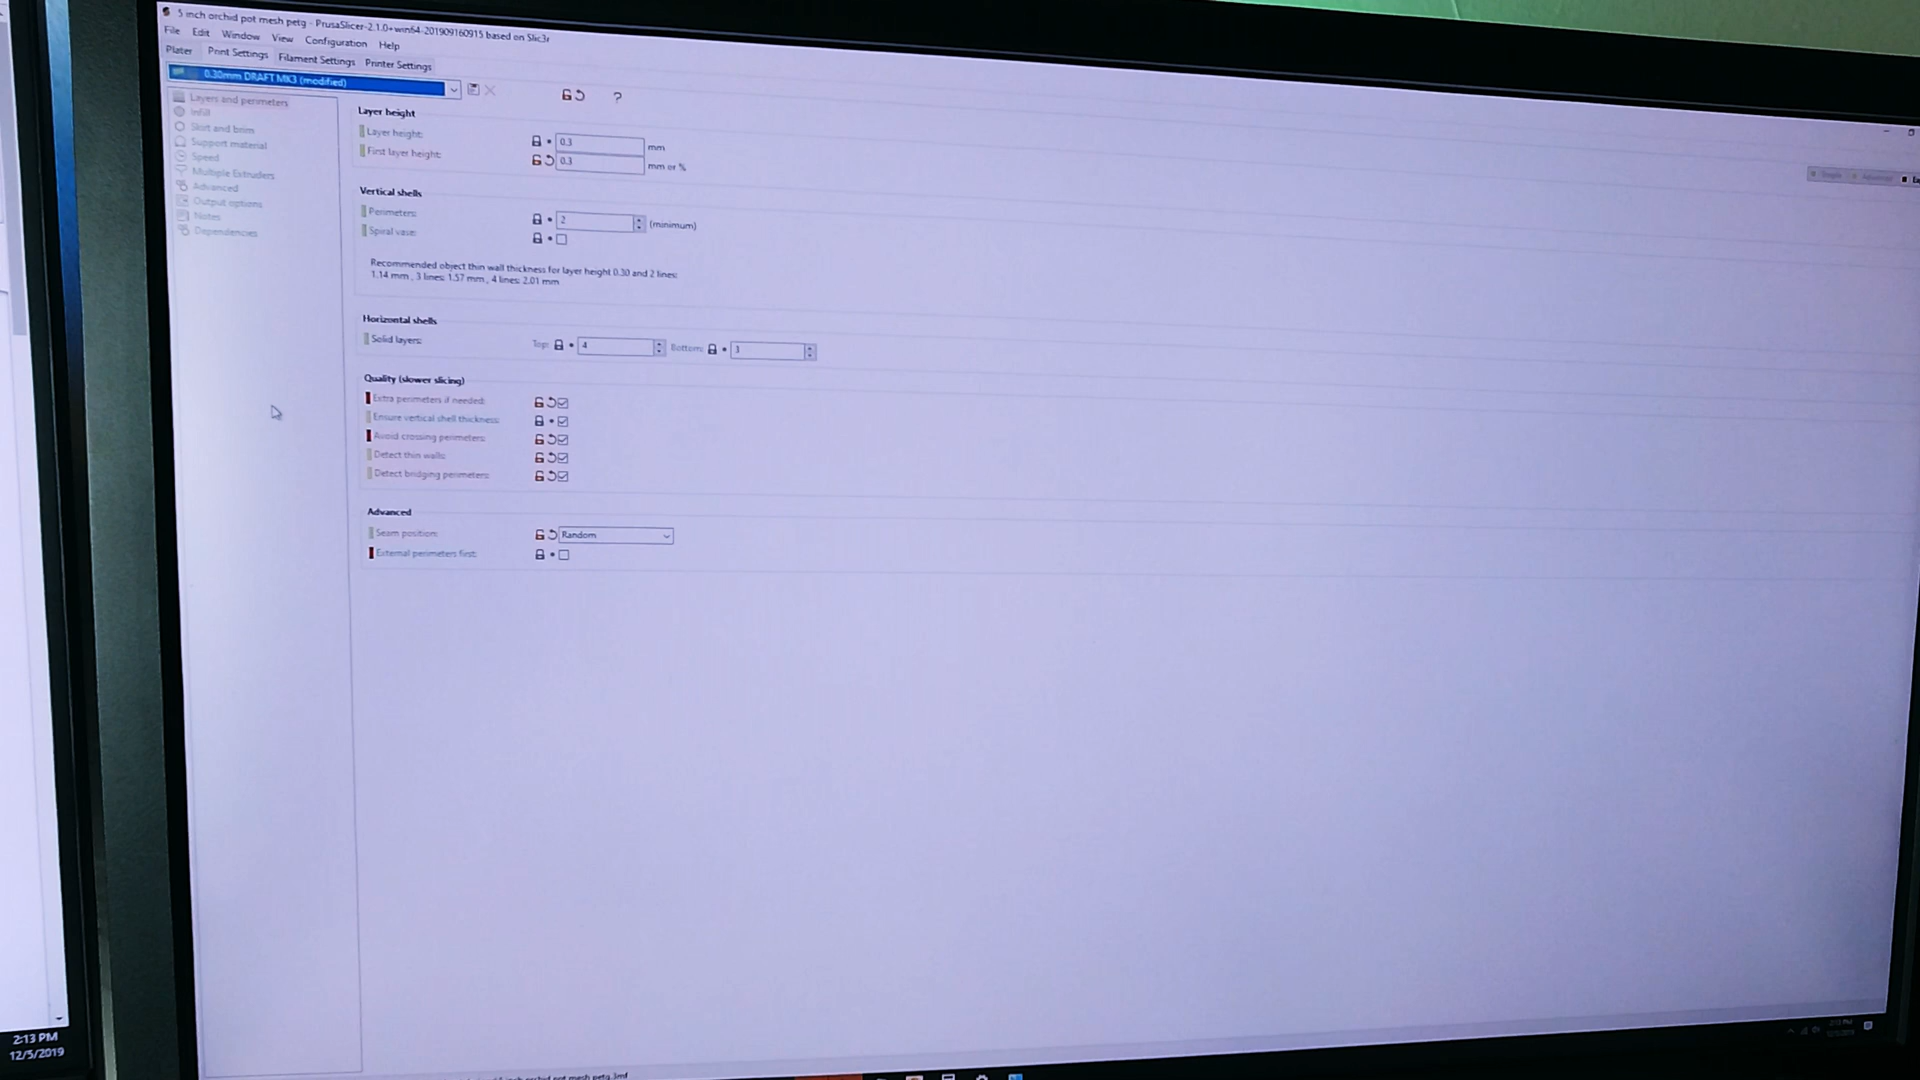 5 inch orchid pot mesh petg - PrusaSlicer-2.1.0+win64-201909160915 based on Slic3r
File Edit Window View Configuration Help
Plater Print Settings Filament Settings Printer Settings
0.30mm DRAFT MK3 (modified)
?
Layers and perimeters
Infill
Skirt and brim
Support material
Speed
Multiple Extruders
Advanced
Output options
Notes
Dependencies
Layer height
Layer height: 0.3 mm
First layer height: 0.3 mm or %
Vertical shells
Perimeters: 2 (minimum)
Spiral vase:
Recommended object thin wall thickness for layer height 0.30 and 2 lines:
1.14 mm , 3 lines: 1.57 mm , 4 lines: 2.01 mm
Horizontal shells
Solid layers: Top: 4 Bottom: 3
Quality (slower slicing)
Extra perimeters if needed:
Ensure vertical shell thickness:
Avoid crossing perimeters:
Detect thin walls:
Detect bridging perimeters:
Advanced
Seam position: Random
External perimeters first:
2:13 PM
12/5/2019